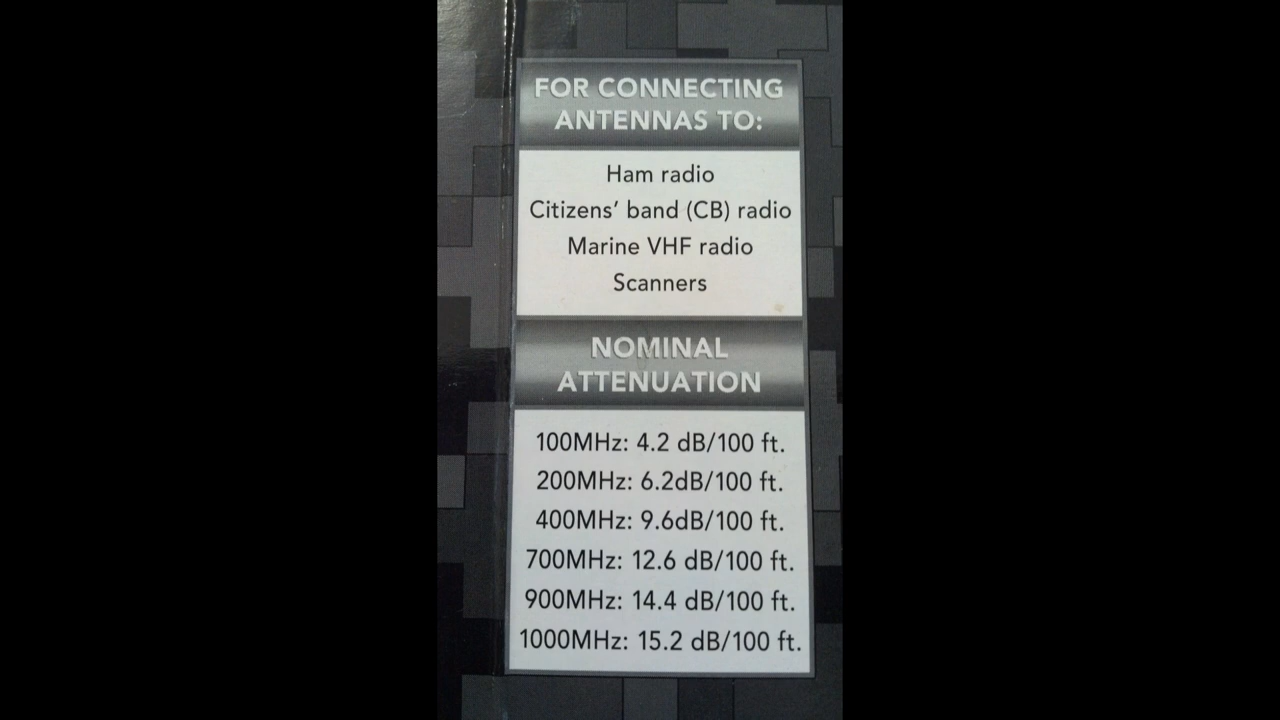 FOR CONNECTING
ANTENNAS TO:
Ham radio
Citizens’ band (CB) radio
Marine VHF radio
Scanners
NOMINAL
ATTENUATION
100MHz: 4.2 dB/100 ft.
200MHz: 6.2dB/100 ft.
400MHz: 9.6dB/100 ft.
700MHz: 12.6 dB/100 ft.
900MHz: 14.4 dB/100 ft.
1000MHz: 15.2 dB/100 ft.